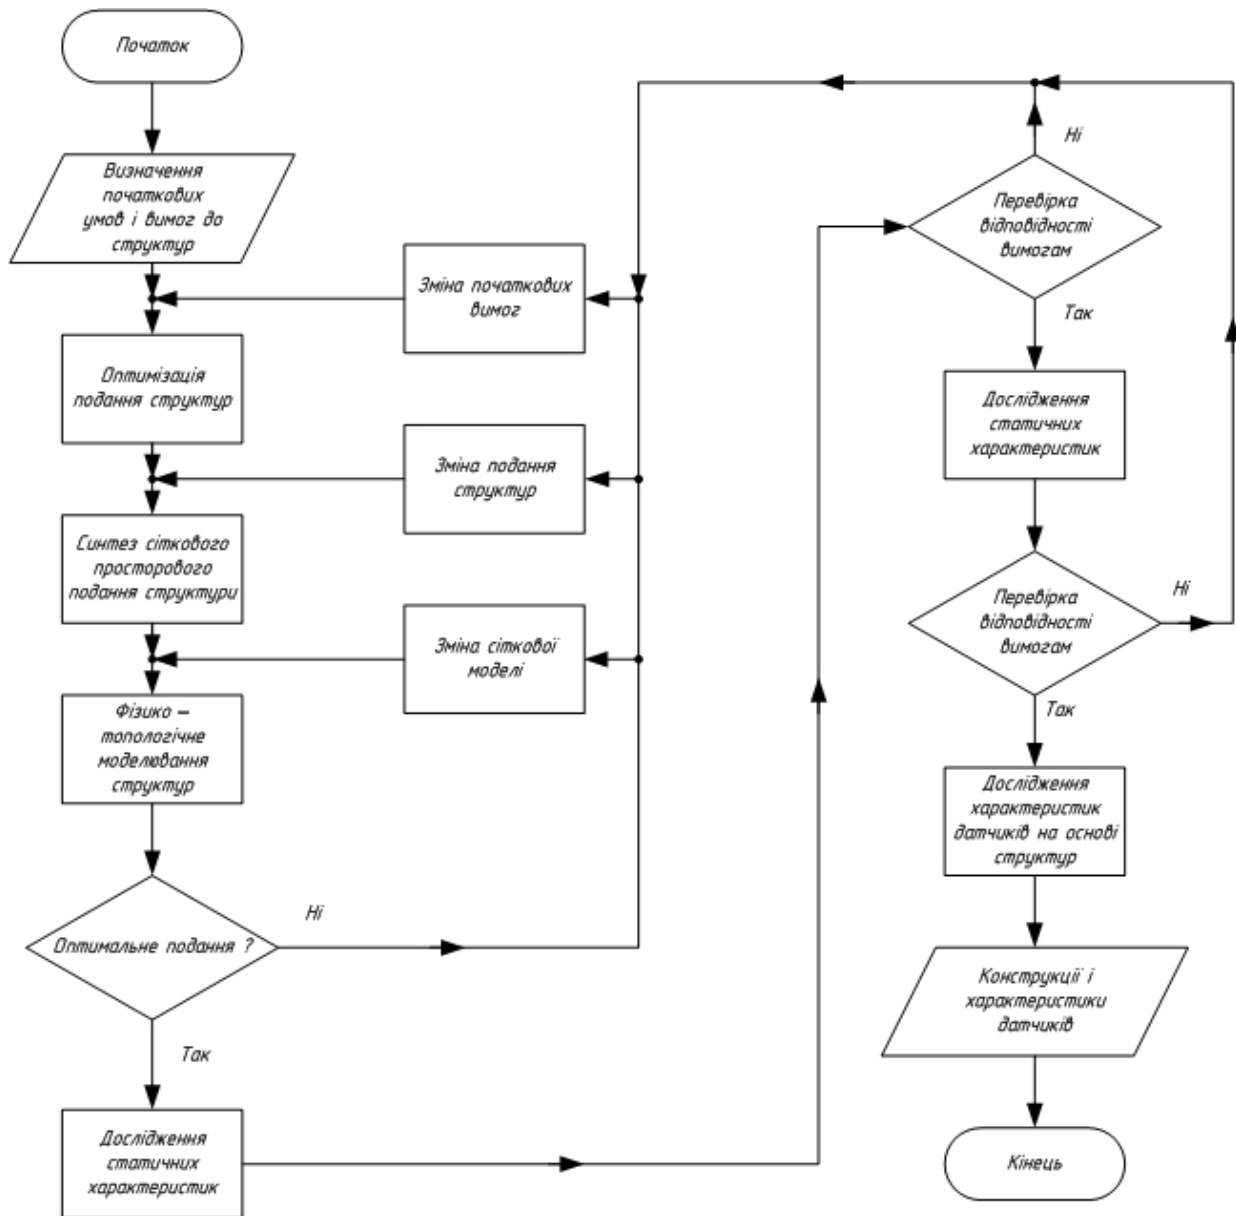 Початок
Визначення
початкових
умов і вимог до
структур
Оптимізація
подання структур
Синтез сіткового
просторового
подання структури
Фізико –
топологічне
моделювання
структур
Оптимальне подання ?
Ні
Так
Дослідження
статичних
характеристик
Зміна початкових
вимог
Зміна подання
структур
Зміна сіткової
моделі
Ні
Перевірка
відповідності
вимогам
Так
Дослідження
статичних
характеристик
Перевірка
відповідності
вимогам
Ні
Так
Дослідження
характеристик
датчиків на основі
структур
Конструкції і
характеристики
датчиків
Кінець